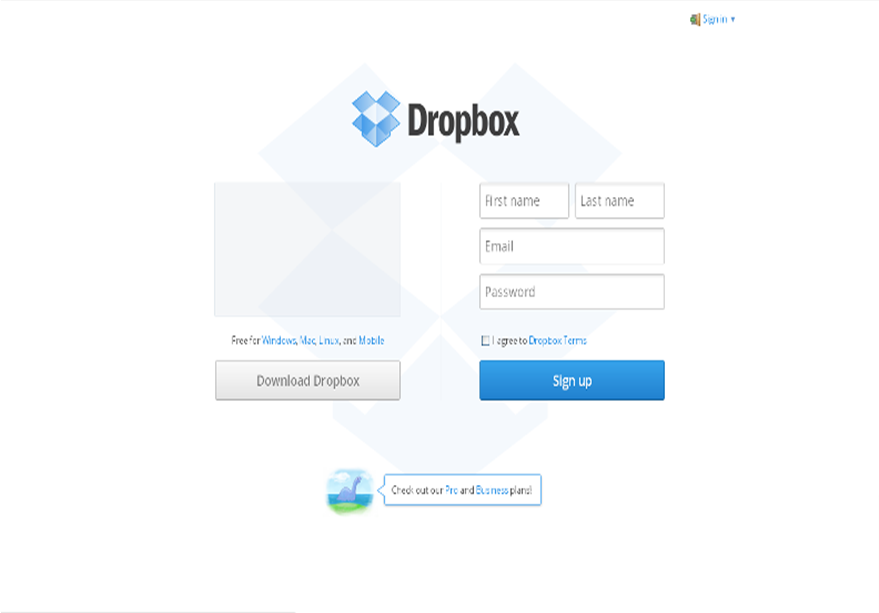 Sign in ▾
Dropbox
First name Last name
Email
Password
Free for Windows, Mac, Linux, and Mobile
I agree to Dropbox Terms
Download Dropbox
Sign up
Check out our Pro and Business plans!